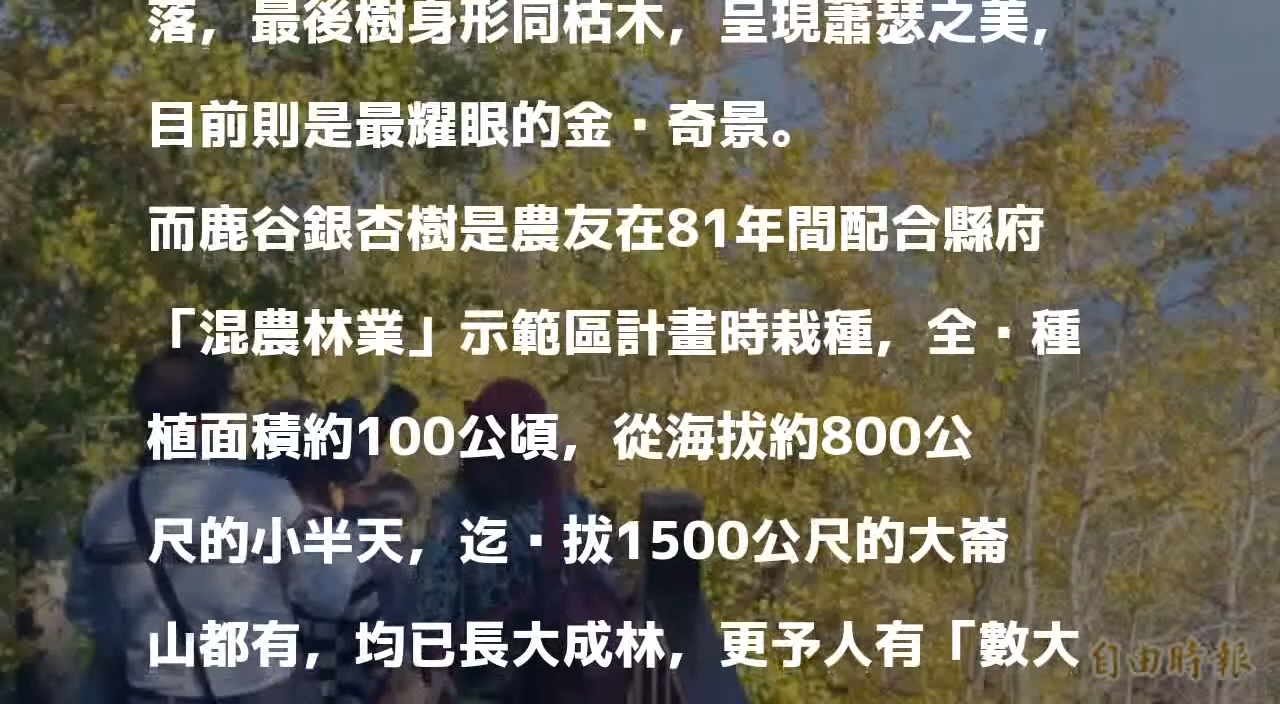 落，最後樹身形同枯木，呈現蕭瑟之美，
目前則是最耀眼的金·奇景。
而鹿谷銀杏樹是農友在81年間配合縣府
「混農林業」示範區計畫時栽種，全·種
植面積約100公頃，從海拔約800公
尺的小半天，迄·拔1500公尺的大崙
山都有，均已長大成林，更予人有「數大
自由時報